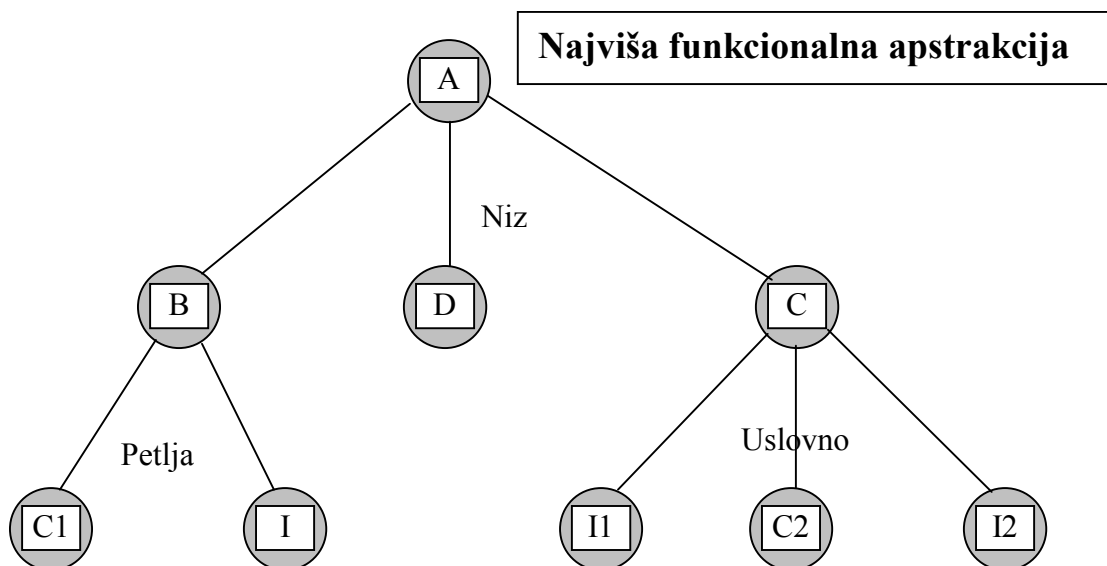 Najviša funkcionalna apstrakcija
A
Niz
B
D
C
Petlja
Uslovno
C1
I
I1
C2
I2